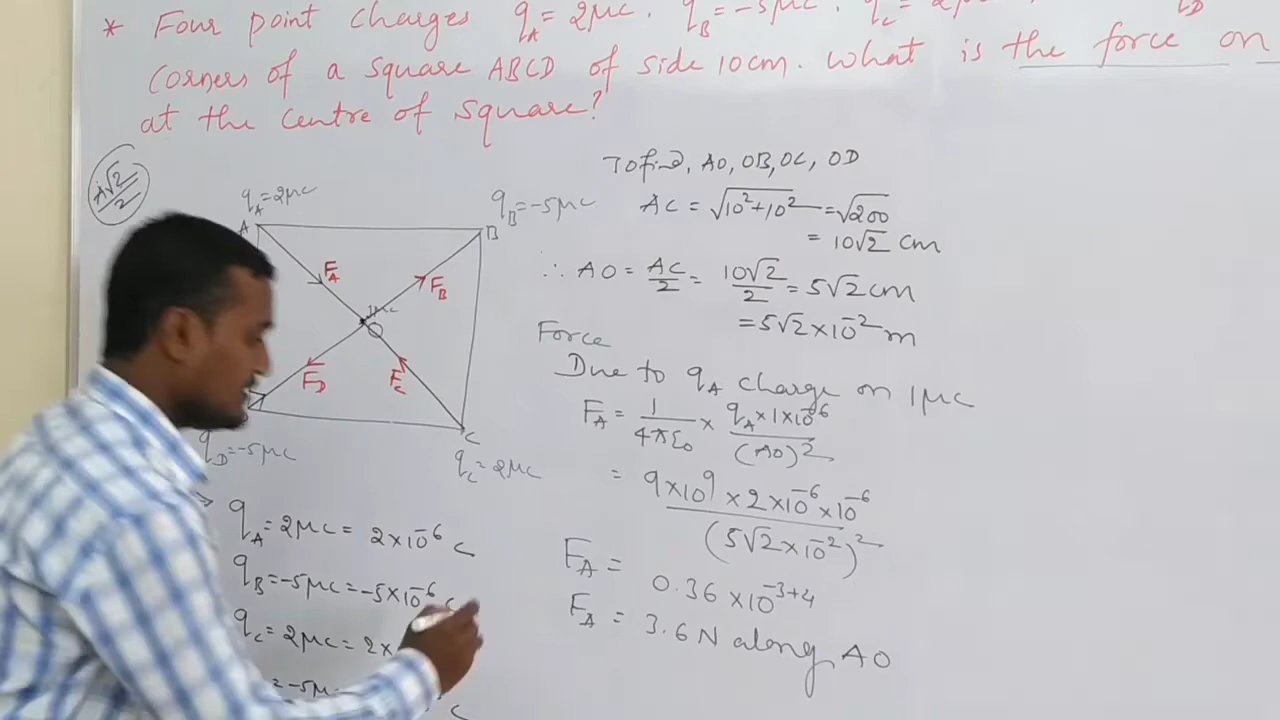 * Four point charges q_A = 2μc. q_B = -5μc. q_C = 2μc. q_D
corners of a square ABCD of side 10cm. what is the force on
at the centre of square?
A√2/2
To find, AO, OB, OC, OD
AC = √10²+10² = √200
= 10√2 cm
∴ AO = AC/2 = 10√2/2 = 5√2 cm
= 5√2 × 10⁻² m
q_A = 2μc
q_B = -5μc
A
B
F_A
F_B
1μc
O
F_D
F_C
C
q_D = -5μc
q_C = 2μc
Force
Due to q_A charge on 1μc
F_A = 1/4πε₀ × q_A × 1 × 10⁻⁶/(AO)²
= 9×10⁹ × 2×10⁻⁶ × 10⁻⁶/(5√2×10⁻²)²
F_A = 0.36 × 10⁻³⁺⁴
F_A = 3.6 N along AO
⇒ q_A = 2μc = 2×10⁻⁶ c
q_B = -5μc = -5×10⁻⁶ c
q_C = 2μc = 2×
= -5μ
c